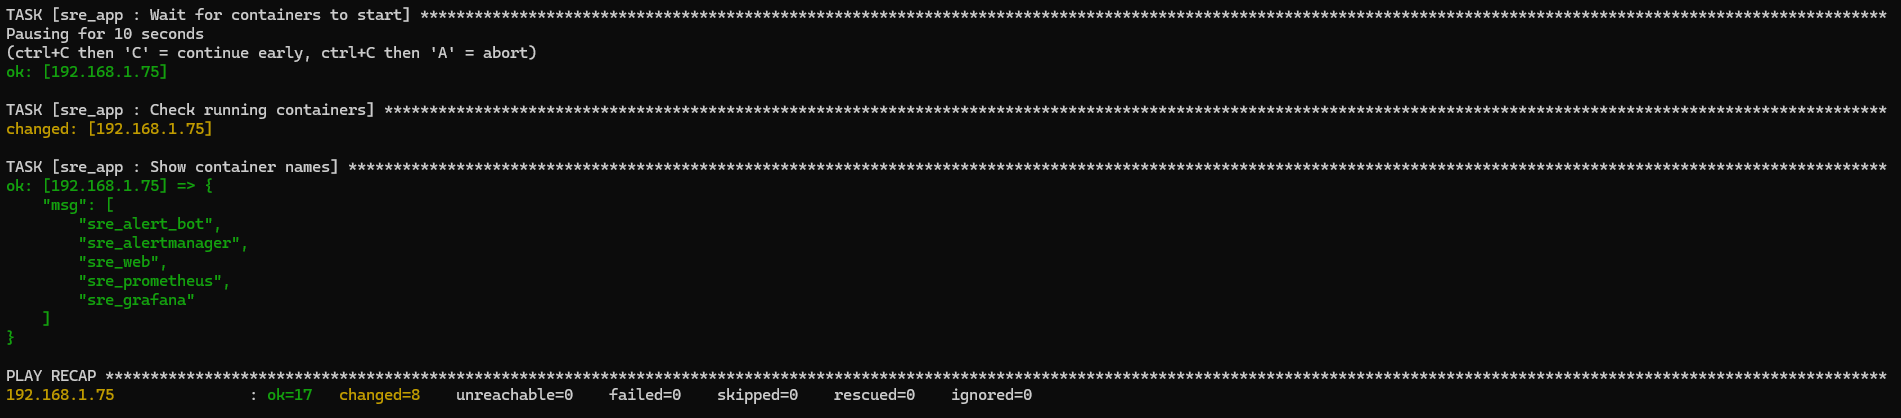 TASK [sre_app : Wait for containers to start] *******************************************************************************************************************************************************************
Pausing for 10 seconds
(ctrl+C then 'C' = continue early, ctrl+C then 'A' = abort)
ok: [192.168.1.75]
TASK [sre_app : Check running containers] ***********************************************************************************************************************************************************************
changed: [192.168.1.75]
TASK [sre_app : Show container names] ***************************************************************************************************************************************************************************
ok: [192.168.1.75] => {
    "msg": [
        "sre_alert_bot",
        "sre_alertmanager",
        "sre_web",
        "sre_prometheus",
        "sre_grafana"
    ]
}
PLAY RECAP ******************************************************************************************************************************************************************************************************
192.168.1.75               : ok=17   changed=8    unreachable=0    failed=0    skipped=0    rescued=0    ignored=0